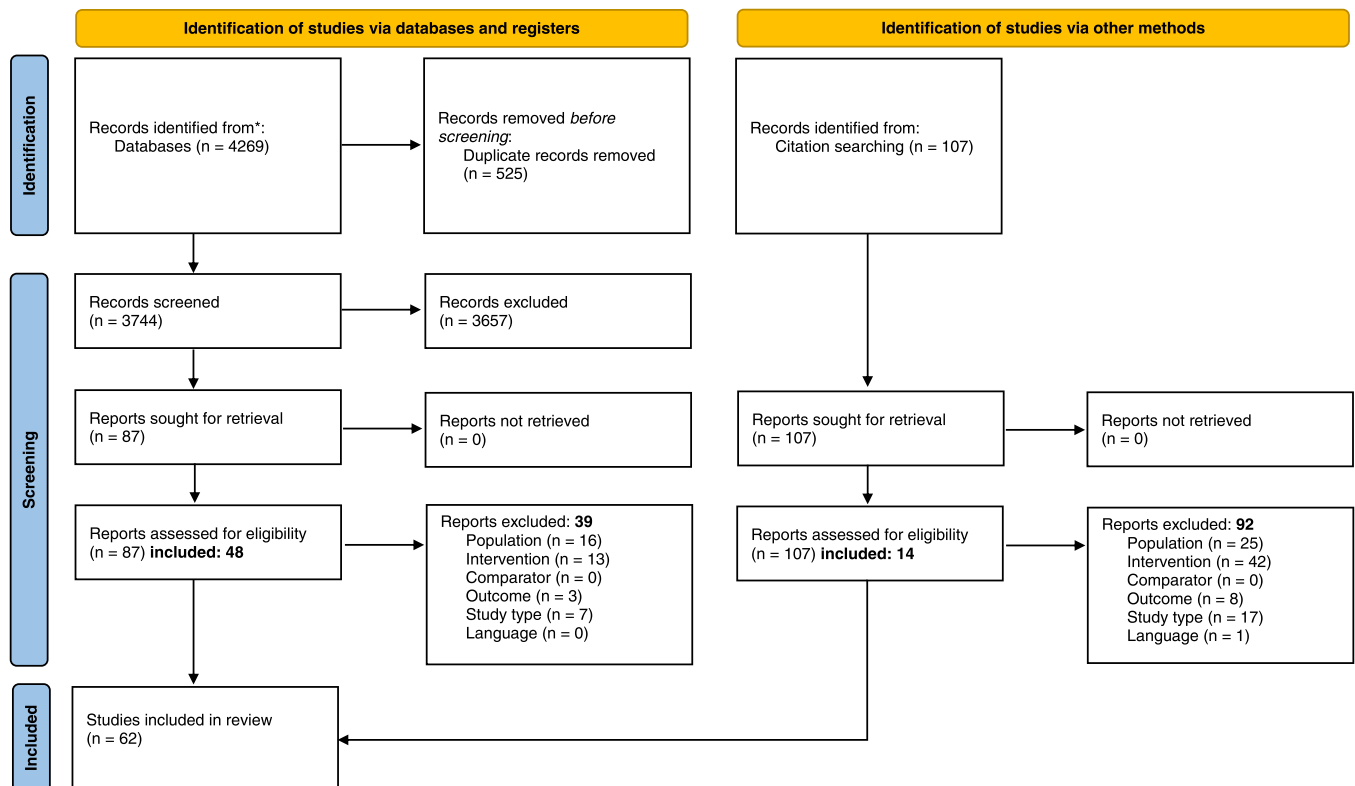 Identification of studies via databases and registers
Identification of studies via other methods
Identification
Records identified from*:
Databases (n = 4269)
Records removed before
screening:
Duplicate records removed
(n = 525)
Records identified from:
Citation searching (n = 107)
Screening
Records screened
(n = 3744)
Records excluded
(n = 3657)
Reports sought for retrieval
(n = 87)
Reports not retrieved
(n = 0)
Reports sought for retrieval
(n = 107)
Reports not retrieved
(n = 0)
Reports assessed for eligibility
(n = 87) included: 48
Reports excluded: 39
Population (n = 16)
Intervention (n = 13)
Comparator (n = 0)
Outcome (n = 3)
Study type (n = 7)
Language (n = 0)
Reports assessed for eligibility
(n = 107) included: 14
Reports excluded: 92
Population (n = 25)
Intervention (n = 42)
Comparator (n = 0)
Outcome (n = 8)
Study type (n = 17)
Language (n = 1)
Included
Studies included in review
(n = 62)